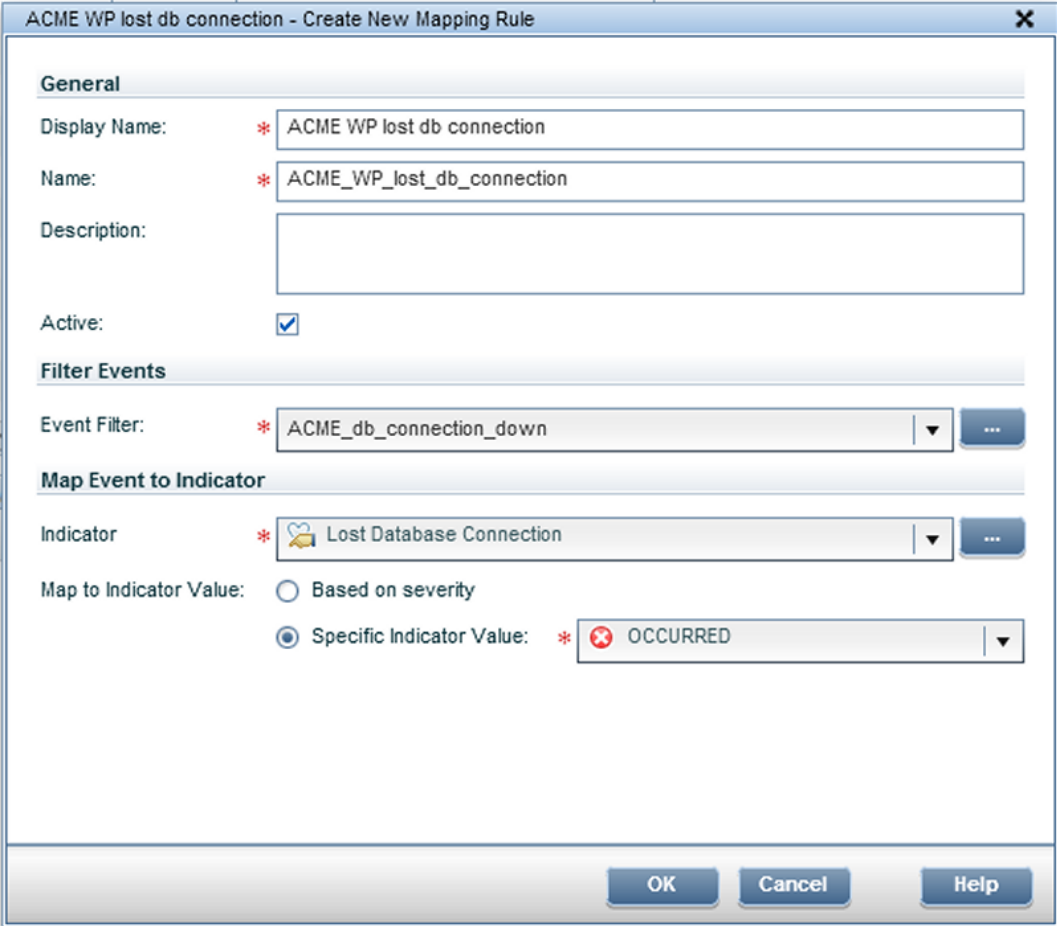 ACME WP lost db connection - Create New Mapping Rule
General
Display Name: * ACME WP lost db connection
Name: * ACME_WP_lost_db_connection
Description:
Active:
Filter Events
Event Filter: * ACME_db_connection_down ...
Map Event to Indicator
Indicator * Lost Database Connection ...
Map to Indicator Value: Based on severity
Specific Indicator Value: * OCCURRED
OK Cancel Help